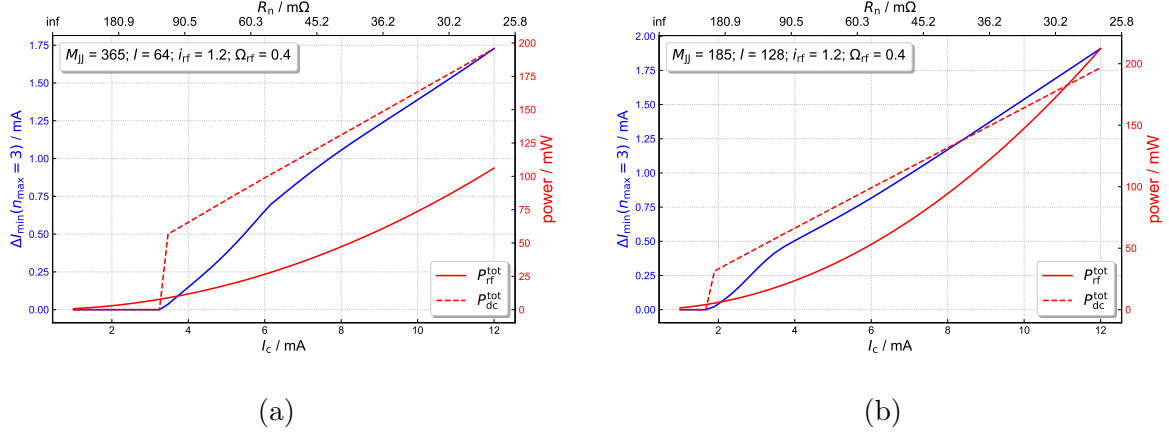 R_n / mΩ
inf 180.9 90.5 60.3 45.2 36.2 30.2 25.8
M_JJ = 365; l = 64; i_rf = 1.2; Ω_rf = 0.4
ΔI_min(n_max = 3) / mA
1.75
1.50
1.25
1.00
0.75
0.50
0.25
0.00
200
175
150
125
100
75
50
25
0
power / mW
P_rf^tot
P_dc^tot
2 4 6 8 10 12
I_c / mA
(a)
R_n / mΩ
inf 180.9 90.5 60.3 45.2 36.2 30.2 25.8
M_JJ = 185; l = 128; i_rf = 1.2; Ω_rf = 0.4
ΔI_min(n_max = 3) / mA
2.00
1.75
1.50
1.25
1.00
0.75
0.50
0.25
0.00
200
150
100
50
0
power / mW
P_rf^tot
P_dc^tot
2 4 6 8 10 12
I_c / mA
(b)